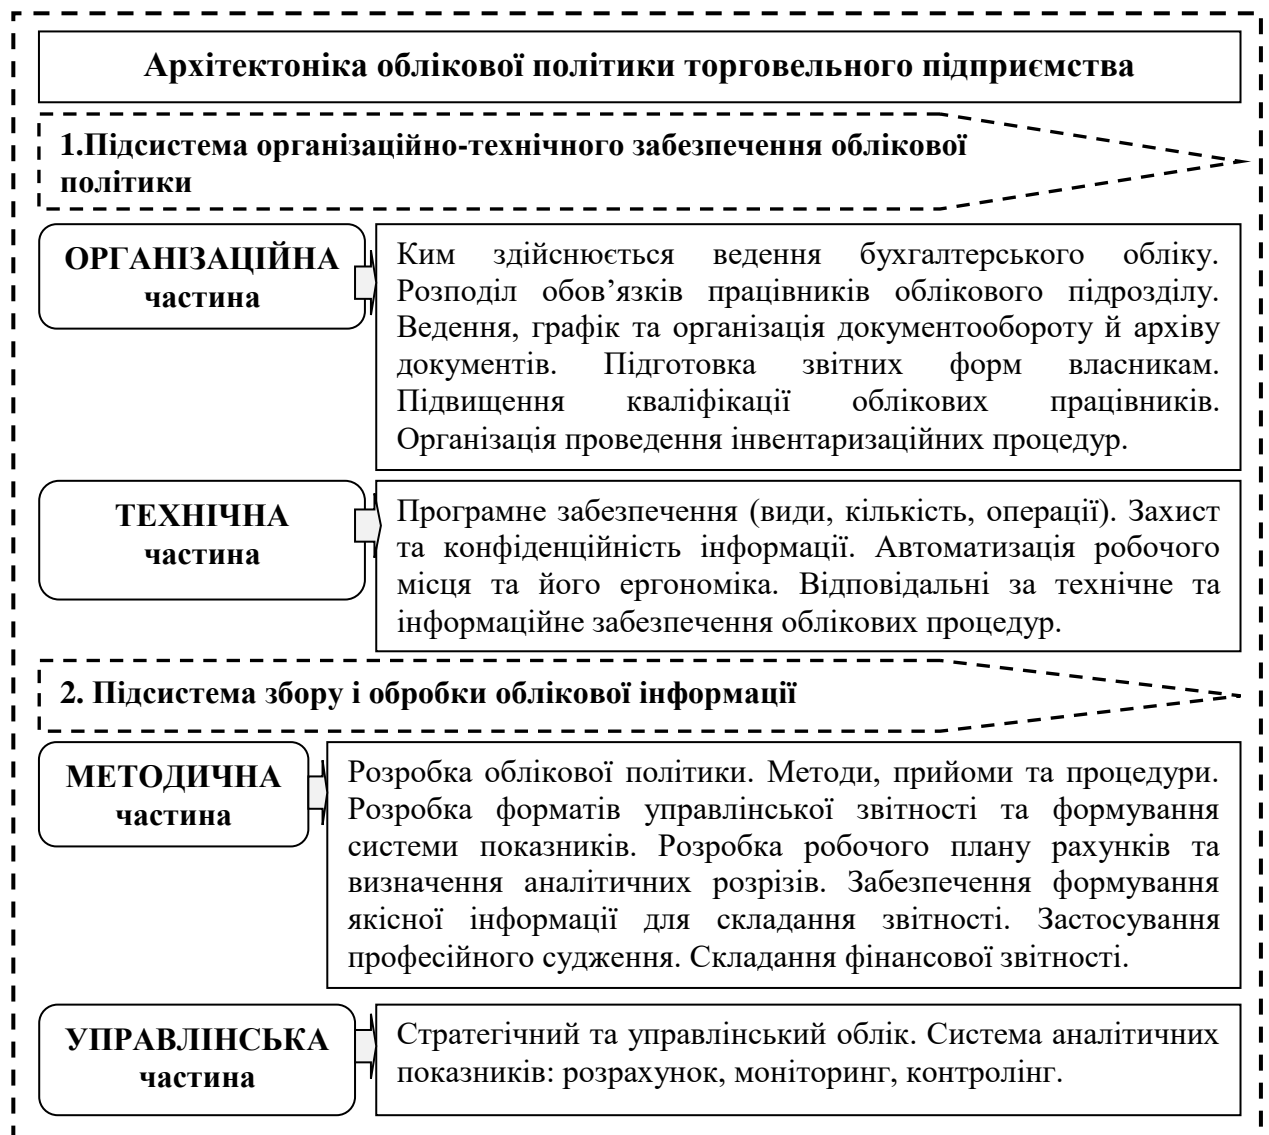 Архітектоніка облікової політики торговельного підприємства
1.Підсистема організаційно-технічного забезпечення облікової
політики
ОРГАНІЗАЦІЙНА
частина
Ким здійснюється ведення бухгалтерського обліку.
Розподіл обов’язків працівників облікового підрозділу.
Ведення, графік та організація документообороту й архіву
документів. Підготовка звітних форм власникам.
Підвищення кваліфікації облікових працівників.
Організація проведення інвентаризаційних процедур.
ТЕХНІЧНА
частина
Програмне забезпечення (види, кількість, операції). Захист
та конфіденційність інформації. Автоматизація робочого
місця та його ергономіка. Відповідальні за технічне та
інформаційне забезпечення облікових процедур.
2. Підсистема збору і обробки облікової інформації
МЕТОДИЧНА
частина
Розробка облікової політики. Методи, прийоми та процедури.
Розробка форматів управлінської звітності та формування
системи показників. Розробка робочого плану рахунків та
визначення аналітичних розрізів. Забезпечення формування
якісної інформації для складання звітності. Застосування
професійного судження. Складання фінансової звітності.
УПРАВЛІНСЬКА
частина
Стратегічний та управлінський облік. Система аналітичних
показників: розрахунок, моніторинг, контролінг.